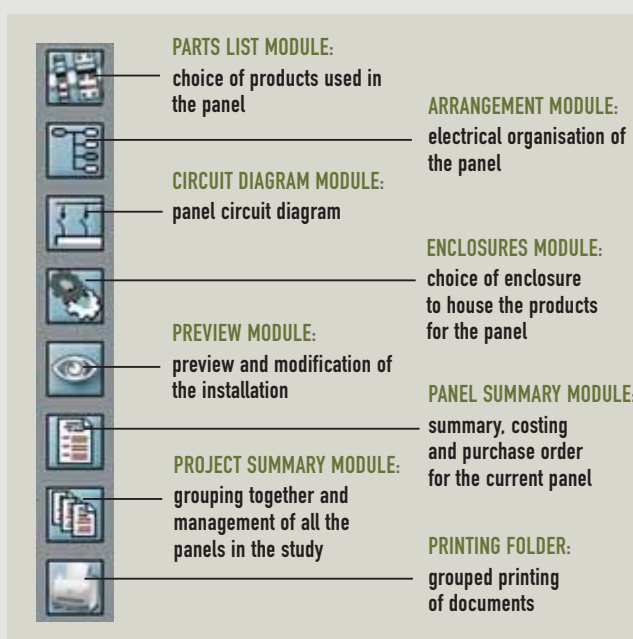 PARTS LIST MODULE:
choice of products used in
the panel
ARRANGEMENT MODULE:
electrical organisation of
the panel
CIRCUIT DIAGRAM MODULE:
panel circuit diagram
ENCLOSURES MODULE:
choice of enclosure
to house the products
for the panel
PREVIEW MODULE:
preview and modification of
the installation
PANEL SUMMARY MODULE:
summary, costing
and purchase order
for the current panel
PROJECT SUMMARY MODULE:
grouping together and
management of all the
panels in the study
PRINTING FOLDER:
grouped printing
of documents